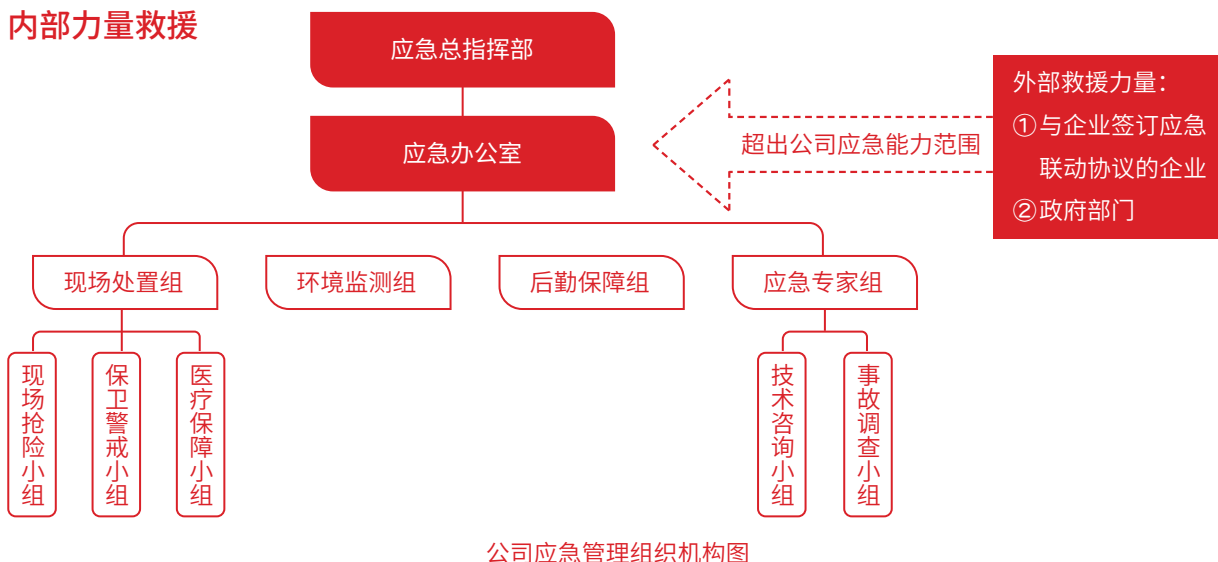 内部力量救援
应急总指挥部
应急办公室
超出公司应急能力范围
外部救援力量：
①与企业签订应急
联动协议的企业
②政府部门
现场处置组
环境监测组
后勤保障组
应急专家组
现场抢险小组
保卫警戒小组
医疗保障小组
技术咨询小组
事故调查小组
公司应急管理组织机构图